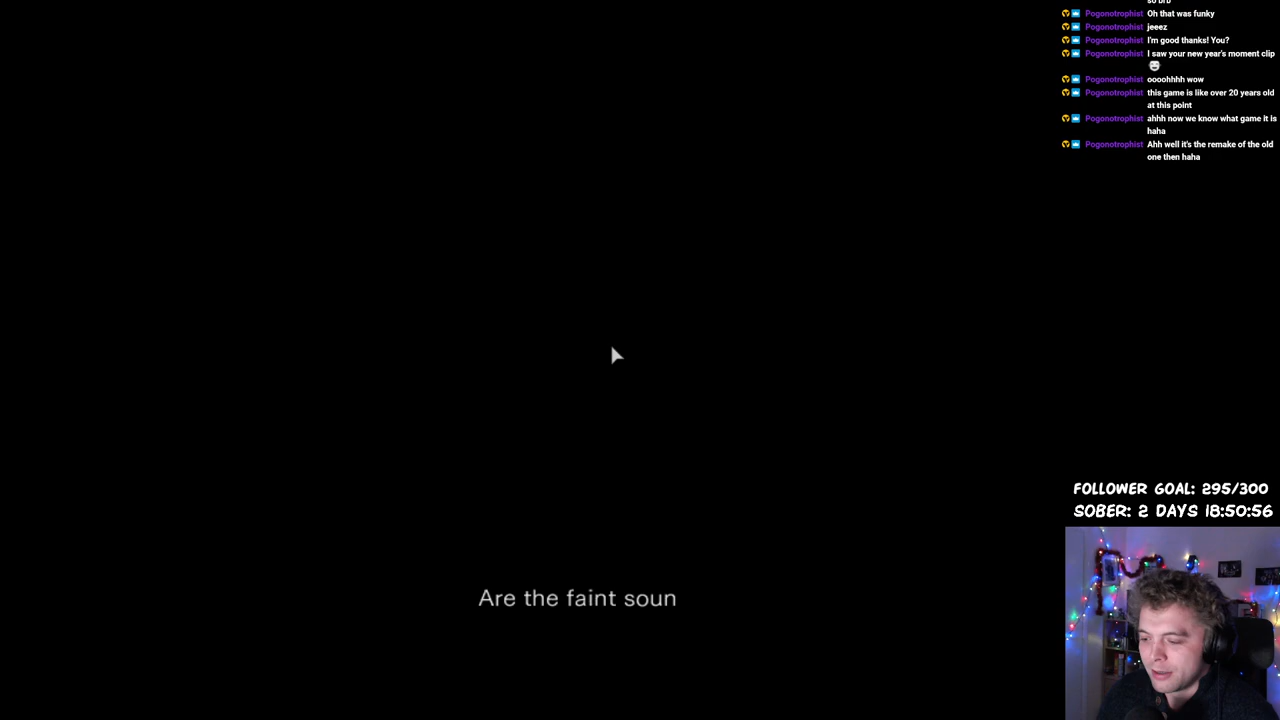 so brb
Pogonotrophist Oh that was funky
Pogonotrophist jeeez
Pogonotrophist I'm good thanks! You?
Pogonotrophist I saw your new year's moment clip
Pogonotrophist oooohhhh wow
Pogonotrophist this game is like over 20 years old
at this point
Pogonotrophist ahhh now we know what game it is
haha
Pogonotrophist Ahh well it's the remake of the old
one then haha
FOLLOWER GOAL: 295/300
SOBER: 2 DAYS 18:50:56
Are the faint soun